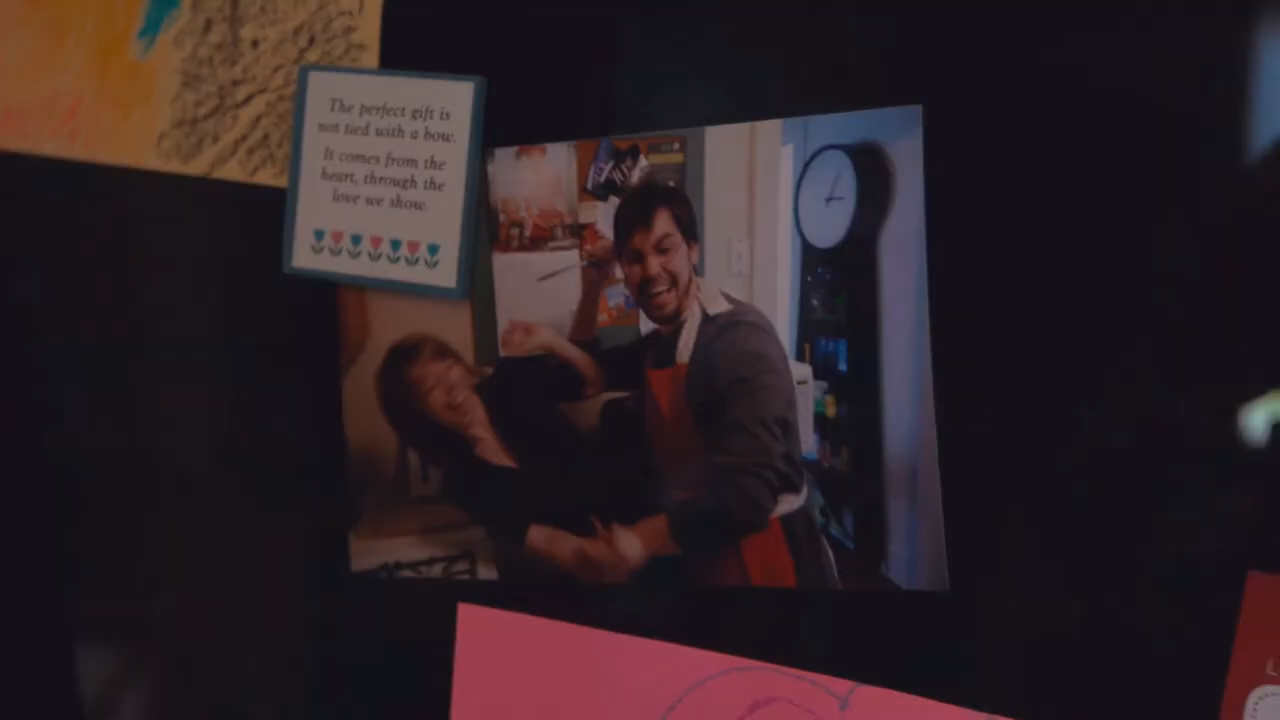 The perfect gift is
not tied with a bow.
It comes from the
heart, through the
love we show.